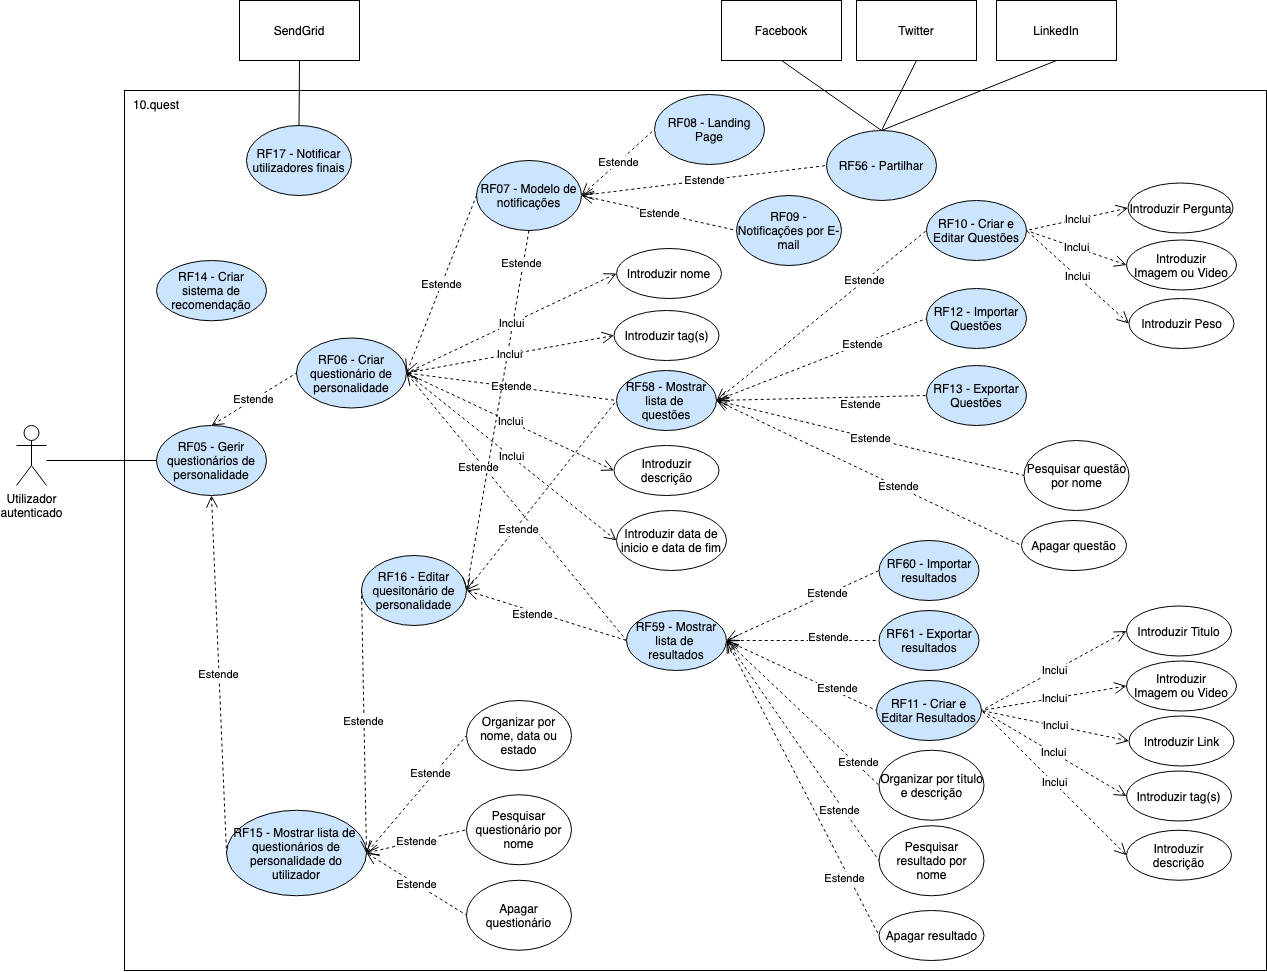 SendGrid
Facebook
Twitter
LinkedIn
10.quest
RF17 - Notificar
utilizadores finais
RF08 - Landing
Page
Estende
RF56 - Partilhar
Estende
RF07 - Modelo de
notificações
Estende
RF09 -
Notificações por E-
mail
RF10 - Criar e
Editar Questões
Inclui
Introduzir Pergunta
Inclui
Introduzir
Imagem ou Video
Inclui
Introduzir Peso
RF14 - Criar
sistema de
recomendação
Estende
Estende
Introduzir nome
Estende
RF12 - Importar
Questões
Inclui
Introduzir tag(s)
Estende
Inclui
RF06 - Criar
questionário de
personalidade
Estende
RF58 - Mostrar
lista de
questões
RF13 - Exportar
Questões
Estende
Estende
Inclui
Estende
Utilizador
autenticado
RF05 - Gerir
questionários de
personalidade
Inclui
Estende
Introduzir
descrição
Pesquisar questão
por nome
Estende
Estende
Introduzir data de
inicio e data de fim
Apagar questão
RF16 - Editar
quesitonário de
personalidade
RF60 - Importar
resultados
Estende
Estende
RF59 - Mostrar
lista de
resultados
Estende
RF61 - Exportar
resultados
Introduzir Titulo
Estende
Estende
RF11 - Criar e
Editar Resultados
Inclui
Introduzir
Imagem ou Video
Inclui
Estende
Organizar por
nome, data ou
estado
Inclui
Introduzir Link
Estende
Estende
Organizar por título
e descrição
Inclui
Inclui
Introduzir tag(s)
Pesquisar
questionário por
nome
Estende
Estende
RF15 - Mostrar lista de
questionários de
personalidade do
utilizador
Pesquisar
resultado por
nome
Introduzir
descrição
Estende
Estende
Apagar
questionário
Apagar resultado